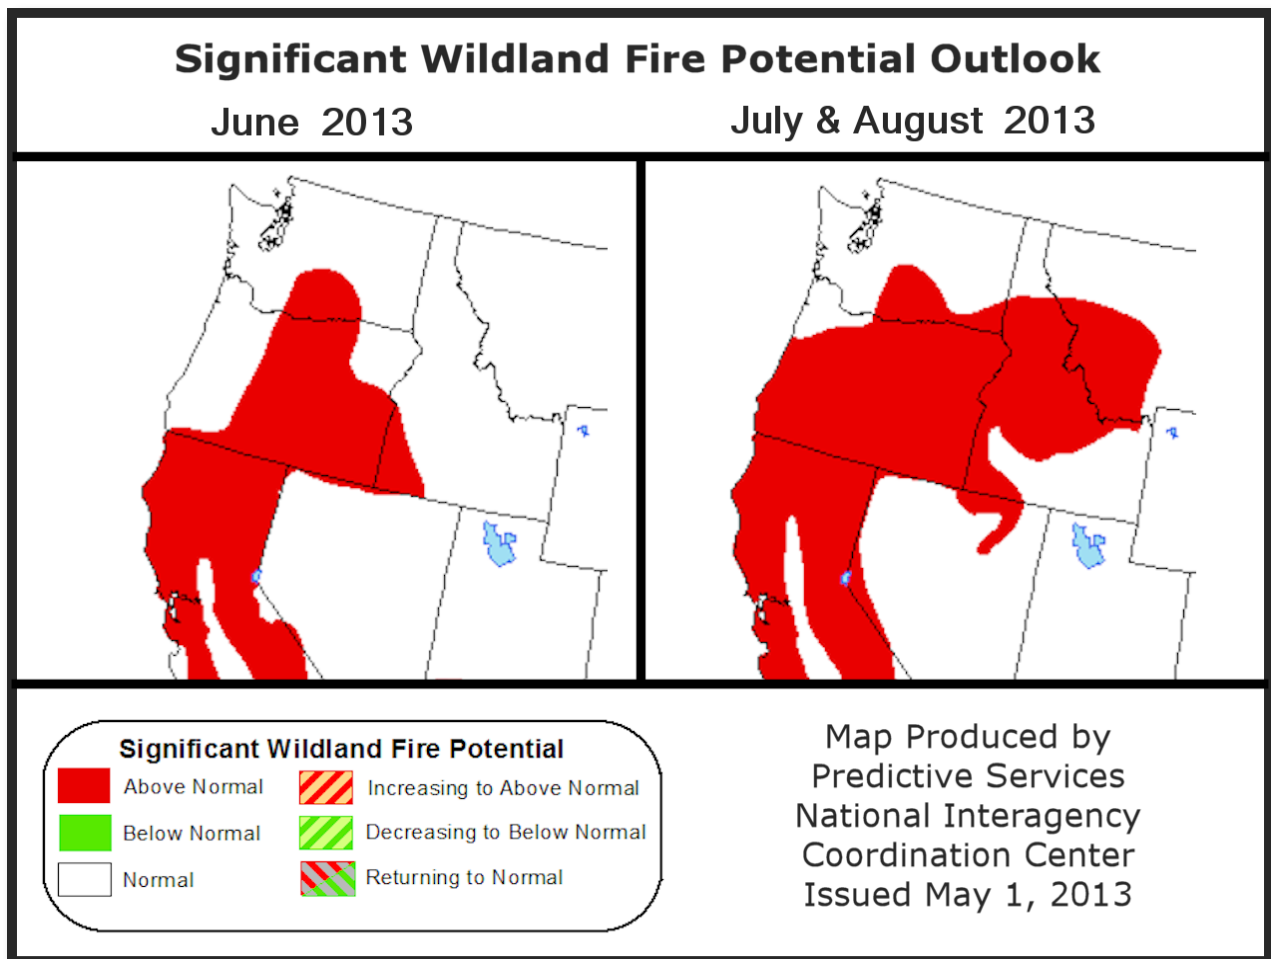 Significant Wildland Fire Potential Outlook
June 2013
July & August 2013
Significant Wildland Fire Potential
Above Normal
Increasing to Above Normal
Below Normal
Decreasing to Below Normal
Normal
Returning to Normal
Map Produced by
Predictive Services
National Interagency
Coordination Center
Issued May 1, 2013